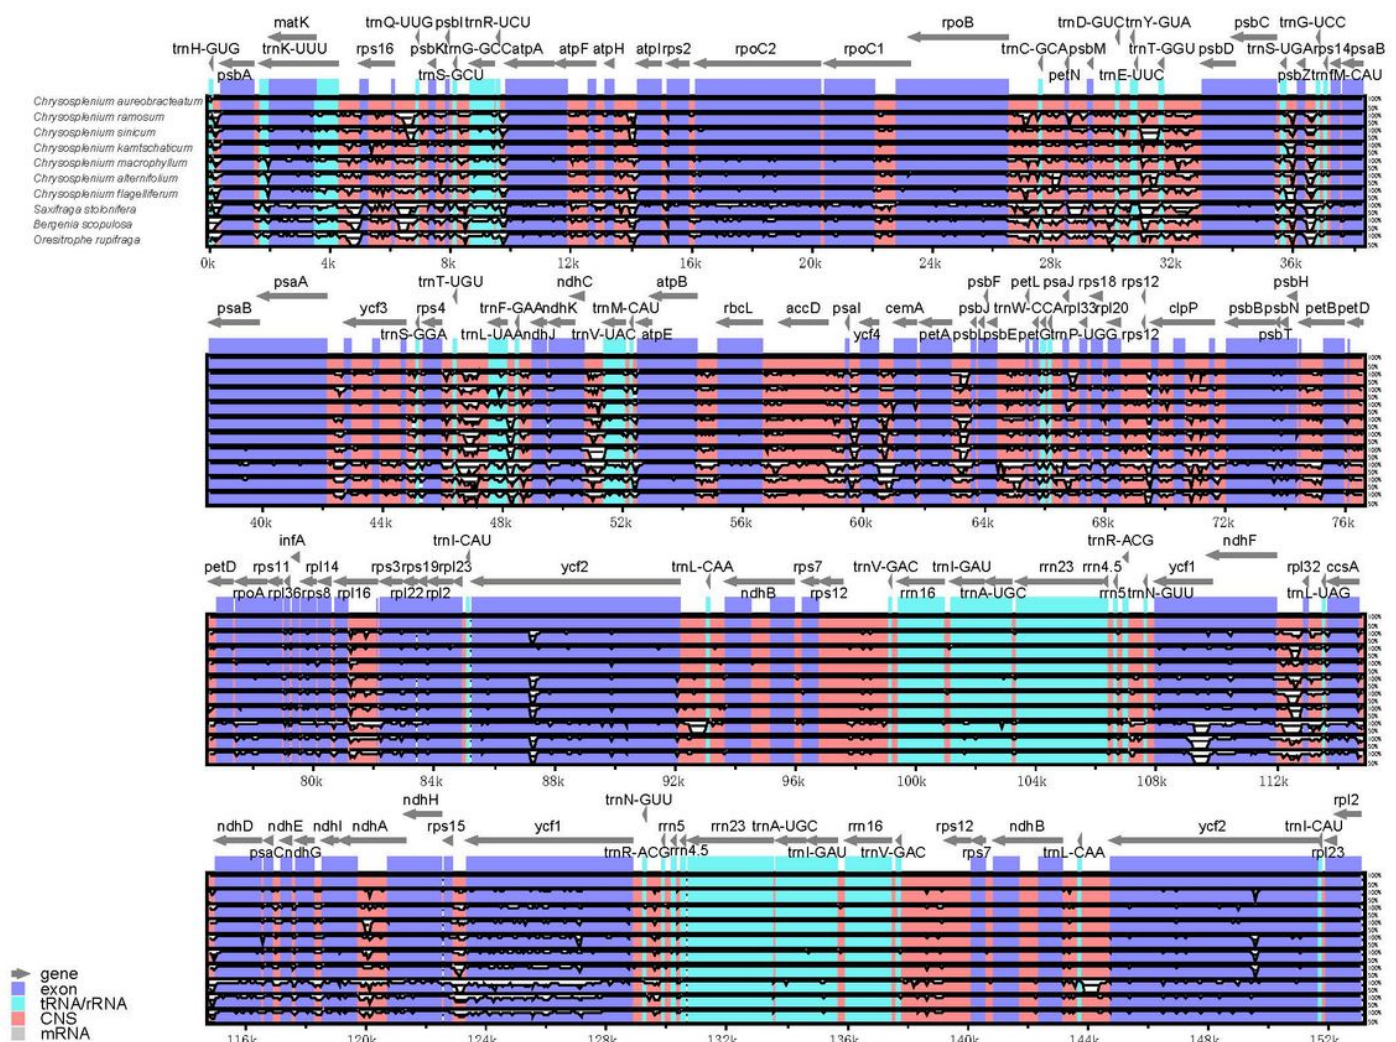 matK trnQ-UUG psbI trnR-UCU rpoB trnD-GUC trnY-GUA psbC trnG-UCC
trnH-GUG trnK-UUU rps16 psbK trnG-GCC atpA atpF atpH atpI rps2 rpoC2 rpoC1 trnC-GCA psbM trnT-GGU psbD trnS-UGA rps14 psaB
psbA trnS-GCU petN trnE-UUC psbZ trnfM-CAU
Chrysosplenium aureobracteatum
Chrysosplenium ramosum
Chrysosplenium sinicum
Chrysosplenium kamtschaticum
Chrysosplenium macrophyllum
Chrysosplenium alternifolium
Chrysosplenium flagelliferum
Saxifraga stolonifera
Bergenia scopulosa
Oresitrophe rupifraga
0k 4k 8k 12k 16k 20k 24k 28k 32k 36k
psaA trnT-UGU ndhC atpB psbF petL psaJ rps18 rps12 psbH
psaB ycf3 rps4 trnF-GAA ndhK trnM-CAU rbcL accD psaI cemA psbJ trnW-CCA rpl33 rpl20 clpP psbB psbN petB petD
trnS-GGA trnL-UAA ndhJ trnV-UAC atpE ycf4 petA psbL psbE petG trnP-UGG rps12 psbT
40k 44k 48k 52k 56k 60k 64k 68k 72k 76k
infA trnI-CAU trnR-ACG ndhF
petD rps11 rpl14 rps3 rps19 rpl23 ycf2 trnL-CAA rps7 trnV-GAC trnI-GAU rrn23 rrn4.5 ycf1 rpl32 ccsA
rpoA rpl36 rps8 rpl16 rpl22 rpl2 ndhB rps12 rrn16 trnA-UGC rrn5 trnN-GUU trnL-UAG
80k 84k 88k 92k 96k 100k 104k 108k 112k
ndhH trnN-GUU rpl2
ndhD ndhE ndhI ndhA rps15 ycf1 rrn5 rrn23 trnA-UGC rrn16 rps12 ndhB ycf2 trnI-CAU
psaC ndhG trnR-ACG rrn4.5 trnI-GAU trnV-GAC rps7 trnL-CAA rpl23
116k 120k 124k 128k 132k 136k 140k 144k 148k 152k
gene
exon
tRNA/rRNA
CNS
mRNA